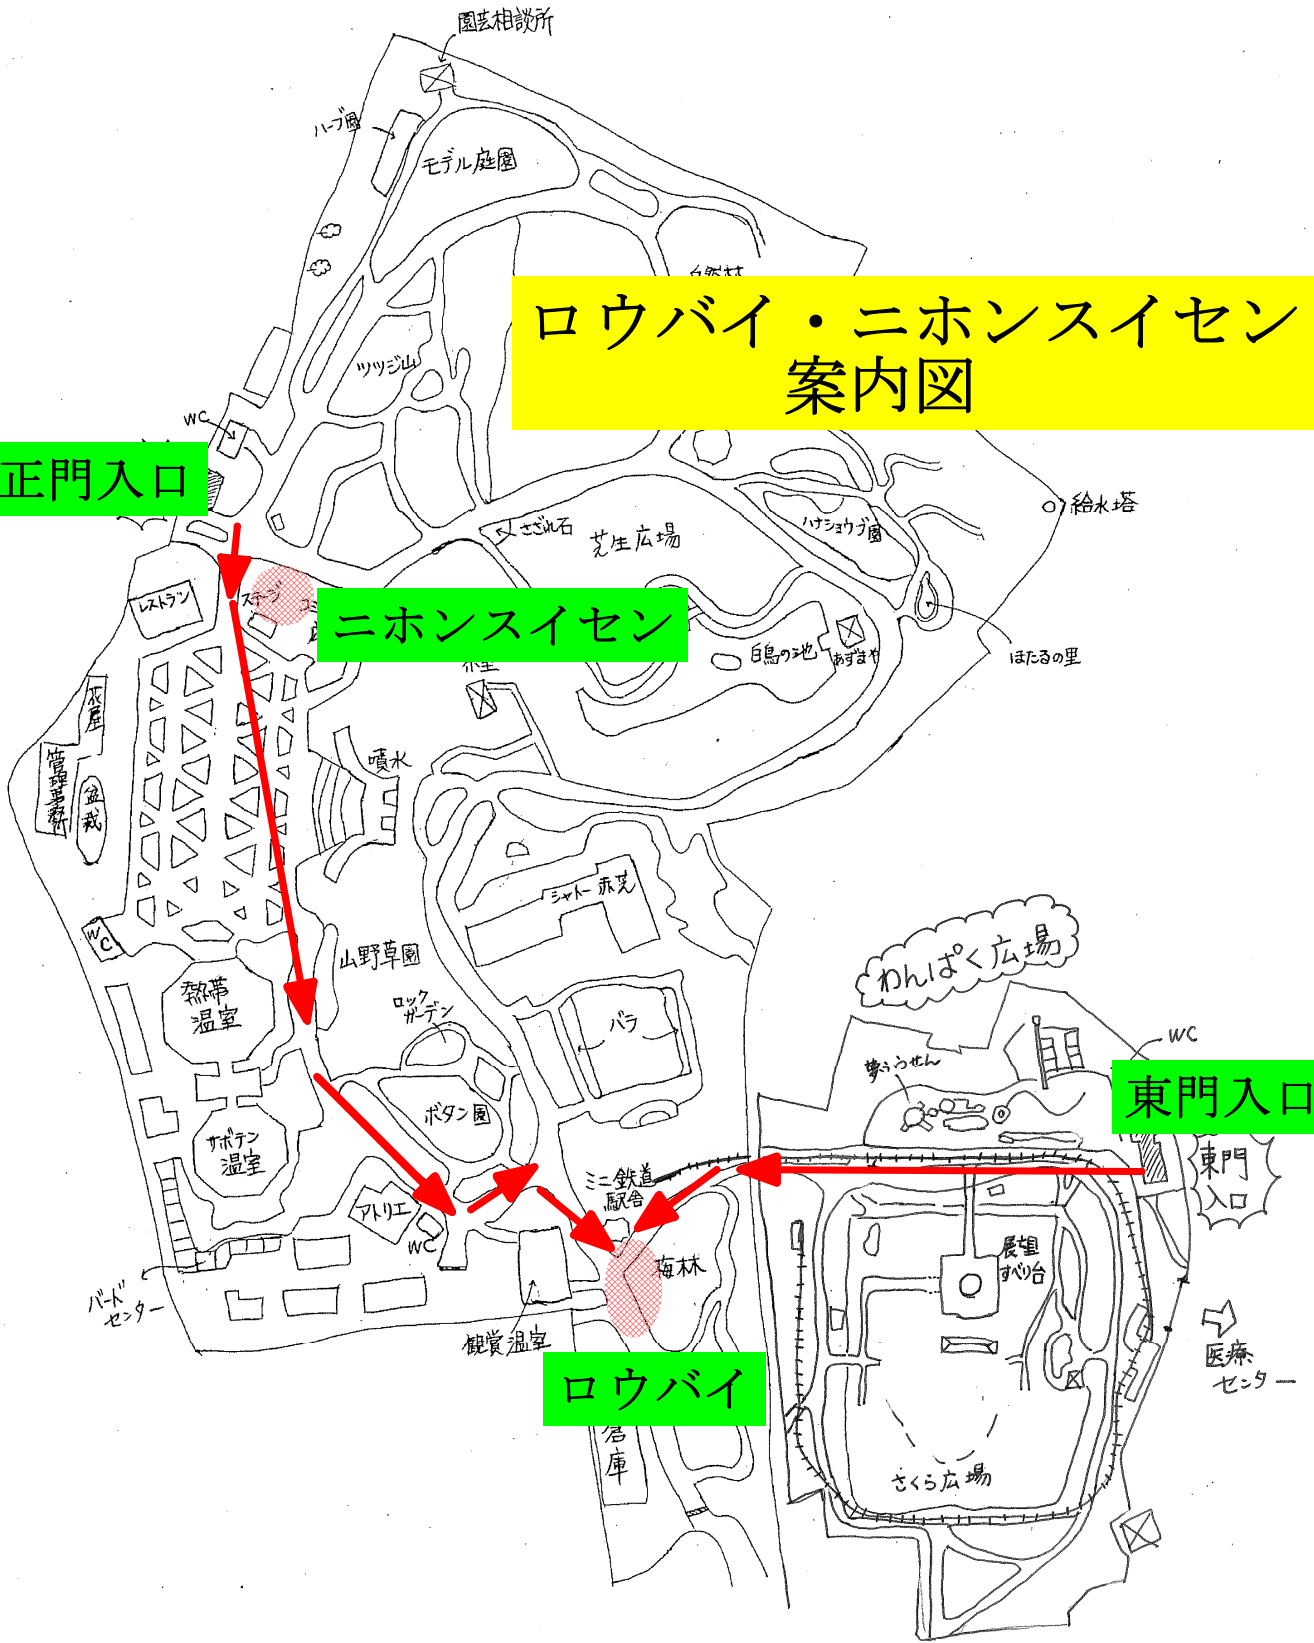 園芸相談所
ハーブ園
モデル庭園
ロウバイ・ニホンスイセン
案内図
ツツジ山
WC
正門入口
さざれ石
芝生広場
ハナショウブ園
給水塔
レストラン
ステージ
ニホンスイセン
白鳥の池
あずまや
ほたるの里
花屋
管理事務所
盆栽
噴水
シャトー赤芝
WC
山野草園
わんぱく広場
熱帯
温室
ロック
ガーデン
バラ
WC
東門入口
ボタン園
サボテン
温室
ミニ鉄道
駅舎
東門
入口
アトリエ
WC
梅林
展望
すべり台
バード
センター
観賞温室
医療
センター
ロウバイ
倉庫
さくら広場